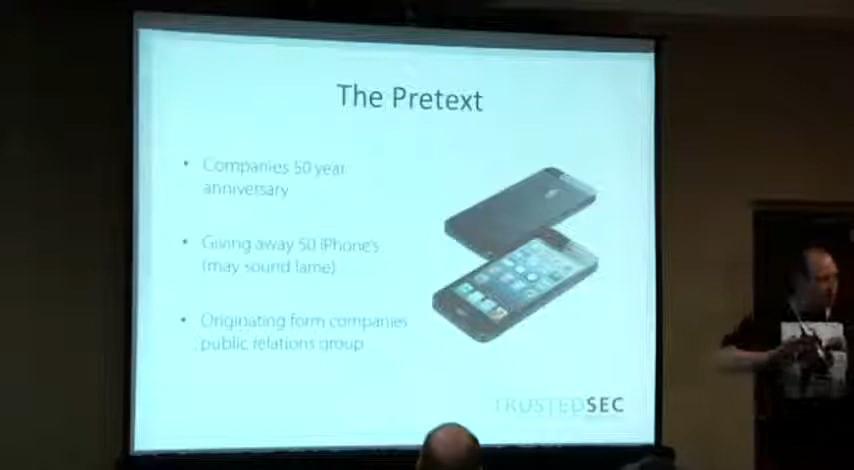 The Pretext
• Companies 50 year
anniversary
• Giving away 50 iPhone's
(may sound lame)
• Originating form companies
public relations group
TRUSTEDSEC